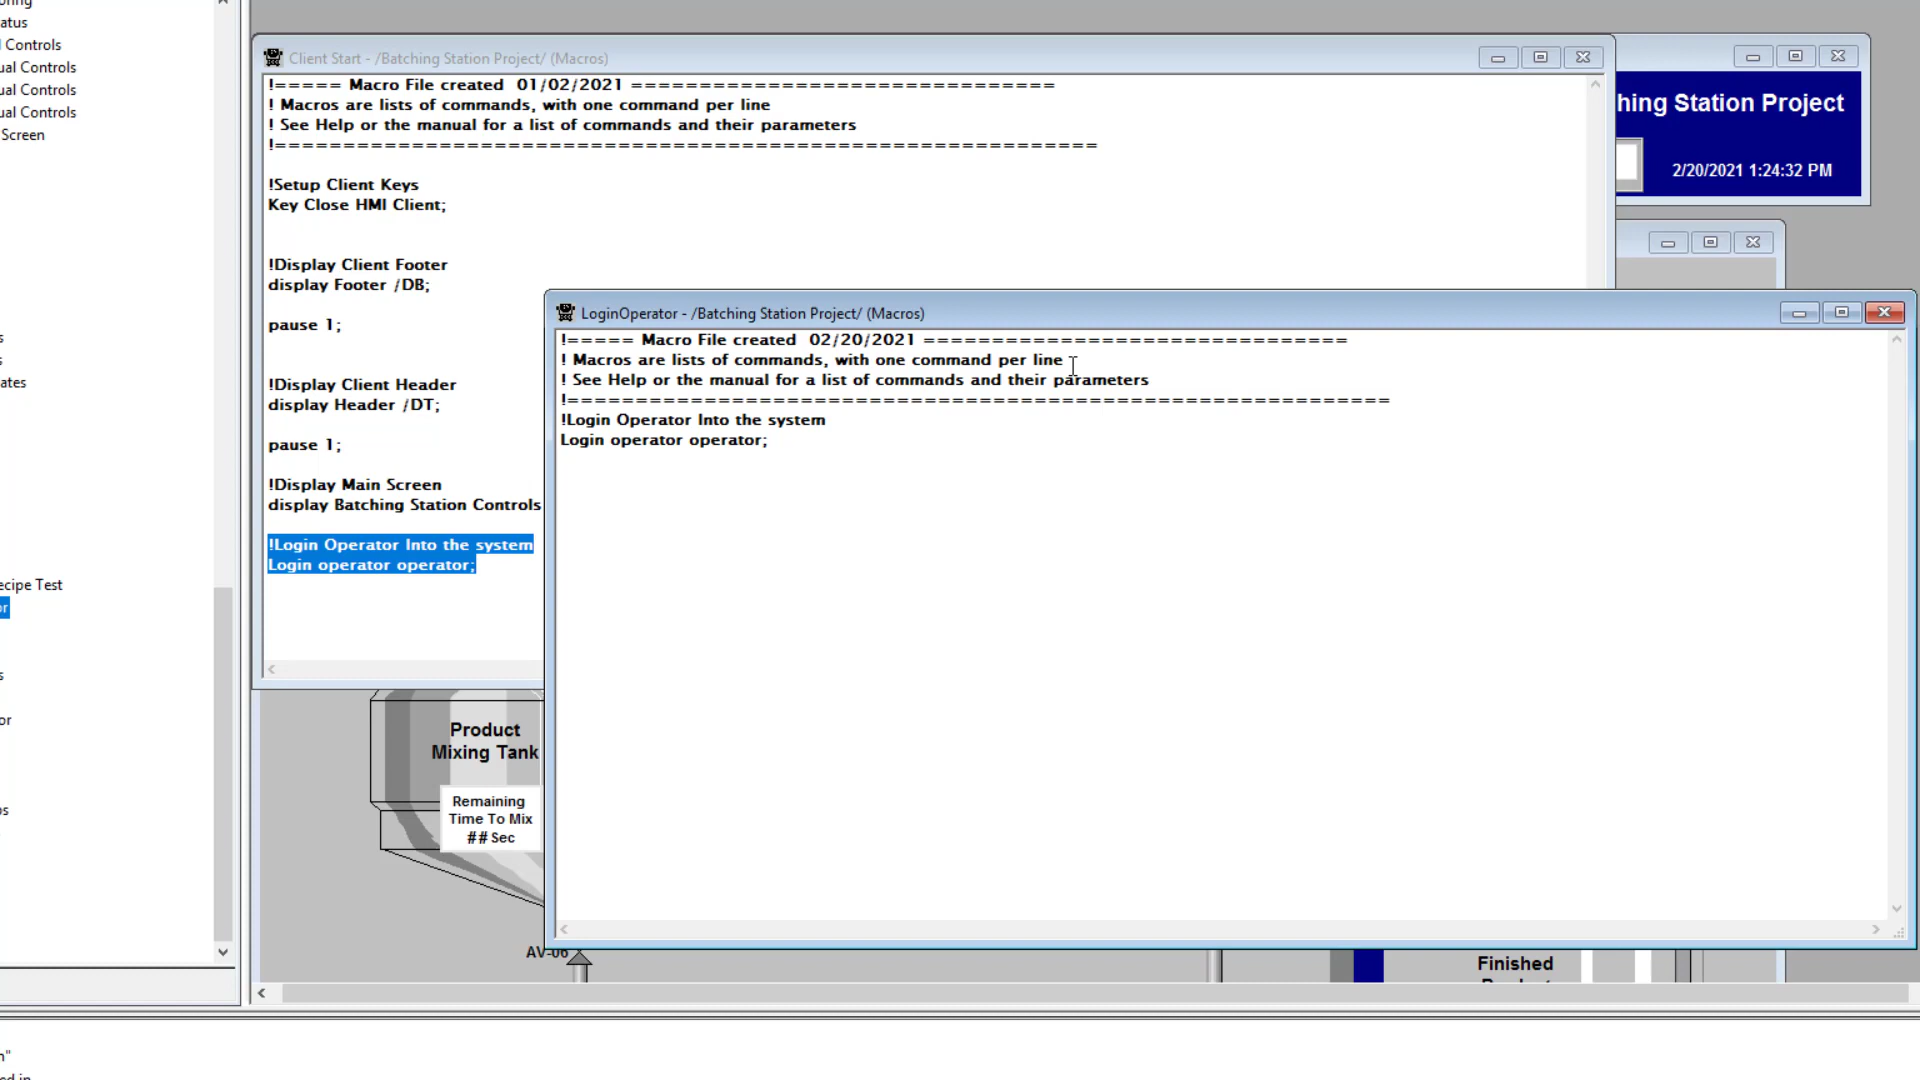 atus
Controls
ual Controls
ual Controls
ual Controls
Screen
ates
ecipe Test
or
or
Client Start - /Batching Station Project/ (Macros)
!===== Macro File created  01/02/2021 ==============================
! Macros are lists of commands, with one command per line
! See Help or the manual for a list of commands and their parameters
!==========================================================
!Setup Client Keys
Key Close HMI Client;
!Display Client Footer
display Footer /DB;
pause 1;
!Display Client Header
display Header /DT;
pause 1;
!Display Main Screen
display Batching Station Controls
!Login Operator Into the system
Login operator operator;
hing Station Project
2/20/2021 1:24:32 PM
LoginOperator - /Batching Station Project/ (Macros)
!===== Macro File created  02/20/2021 ==============================
! Macros are lists of commands, with one command per line
! See Help or the manual for a list of commands and their parameters
!==========================================================
!Login Operator Into the system
Login operator operator;
Product
Mixing Tank
Remaining
Time To Mix
## Sec
AV-06
Finished